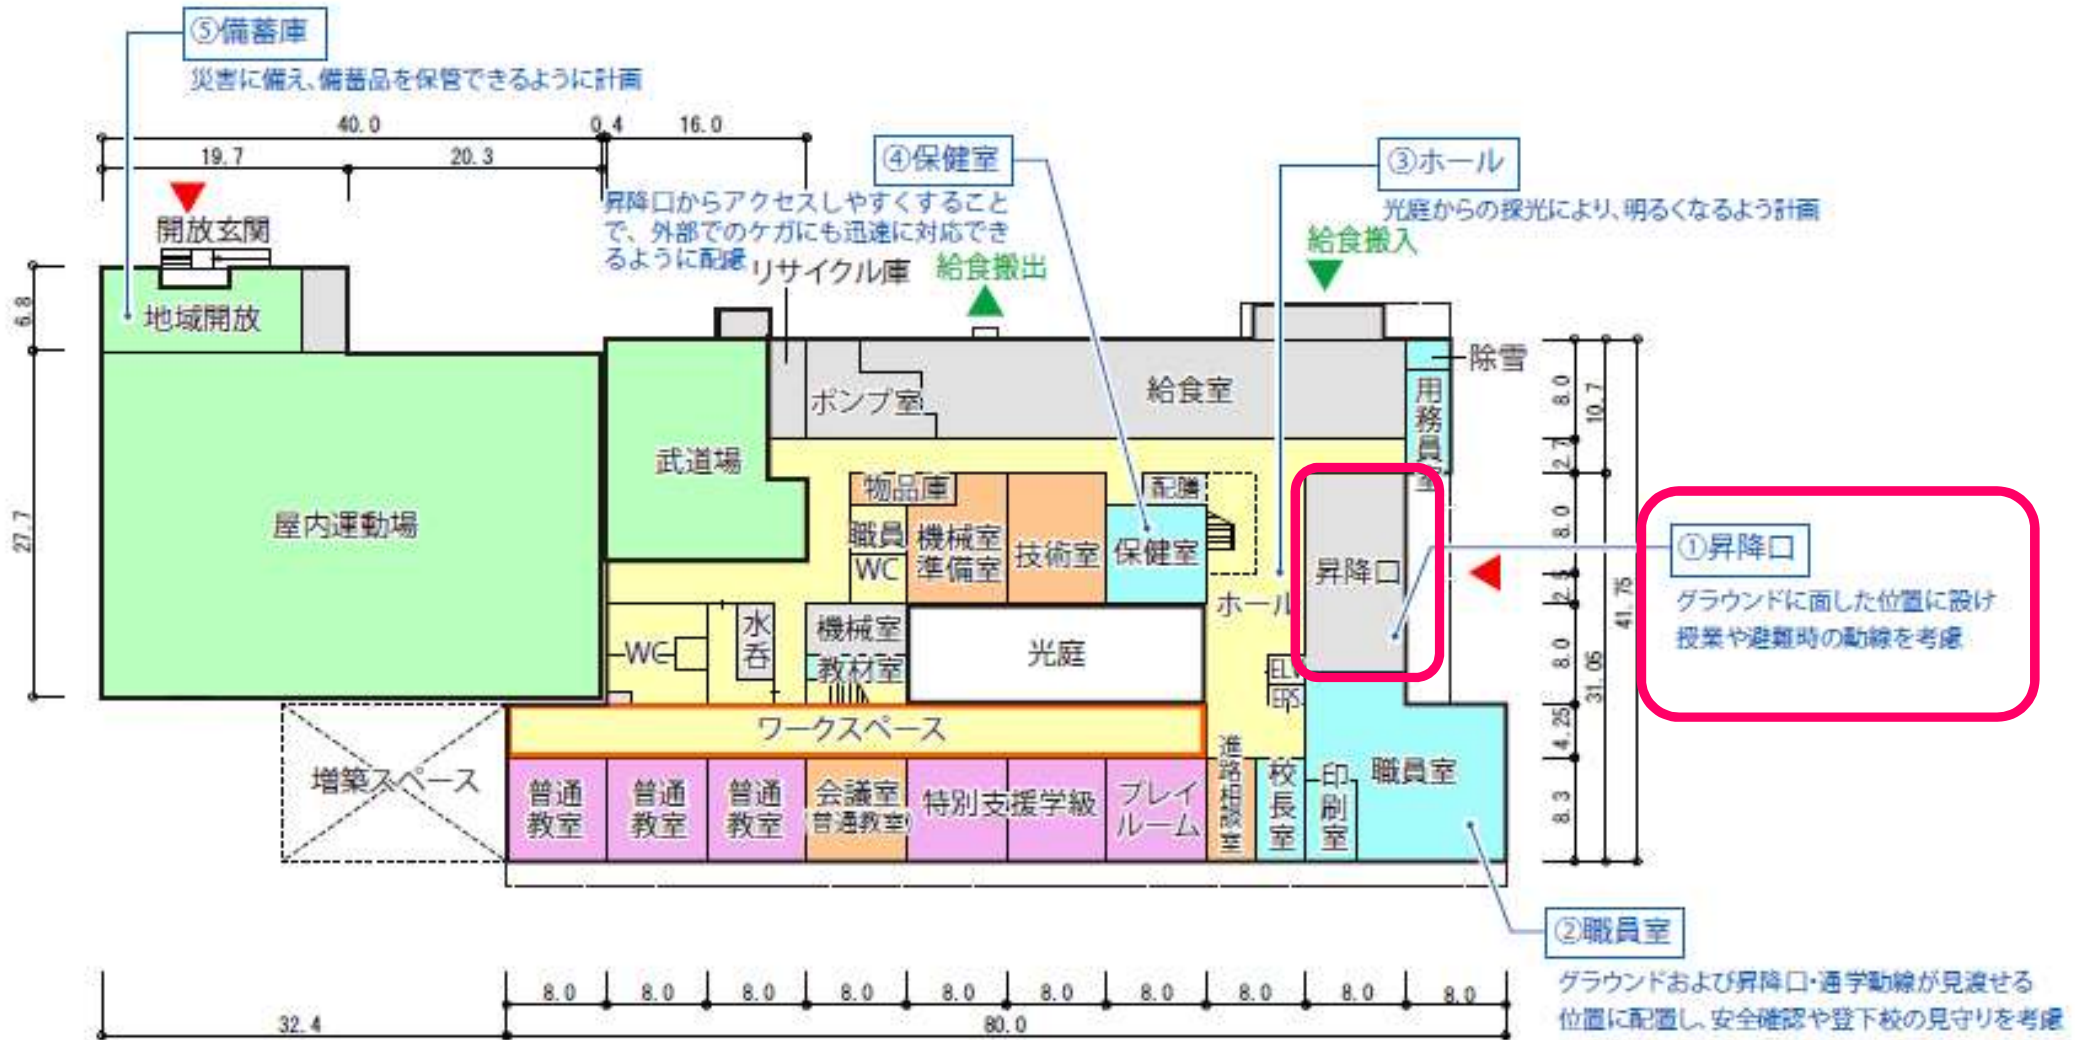 ⑤備蓄庫
災害に備え、備蓄品を保管できるように計画
40.0
0.4
16.0
19.7
20.3
④保健室
昇降口からアクセスしやすくすること
で、外部でのケガにも迅速に対応でき
るように配慮
③ホール
光庭からの採光により、明るくなるよう計画
開放玄関
リサイクル庫
給食搬出
給食搬入
6.8
地域開放
除雪
ポンプ室
給食室
用務員室
8.0
10.7
2.7
武道場
物品庫
配膳
27.7
屋内運動場
職員
WC
機械室
準備室
技術室
保健室
昇降口
8.0
①昇降口
グラウンドに面した位置に設け
授業や避難時の動線を考慮
2.5
41.75
ホール
WC
水呑
機械室
教材室
光庭
ELV
EPS
8.0
31.05
ワークスペース
4.25
増築スペース
普通
教室
普通
教室
普通
教室
会議室
(普通教室)
特別支援学級
プレイ
ルーム
進路相談室
校長室
印刷室
職員室
8.3
②職員室
グラウンドおよび昇降口・通学動線が見渡せる
位置に配置し、安全確認や登下校の見守りを考慮
8.0
8.0
8.0
8.0
8.0
8.0
8.0
8.0
8.0
8.0
32.4
80.0